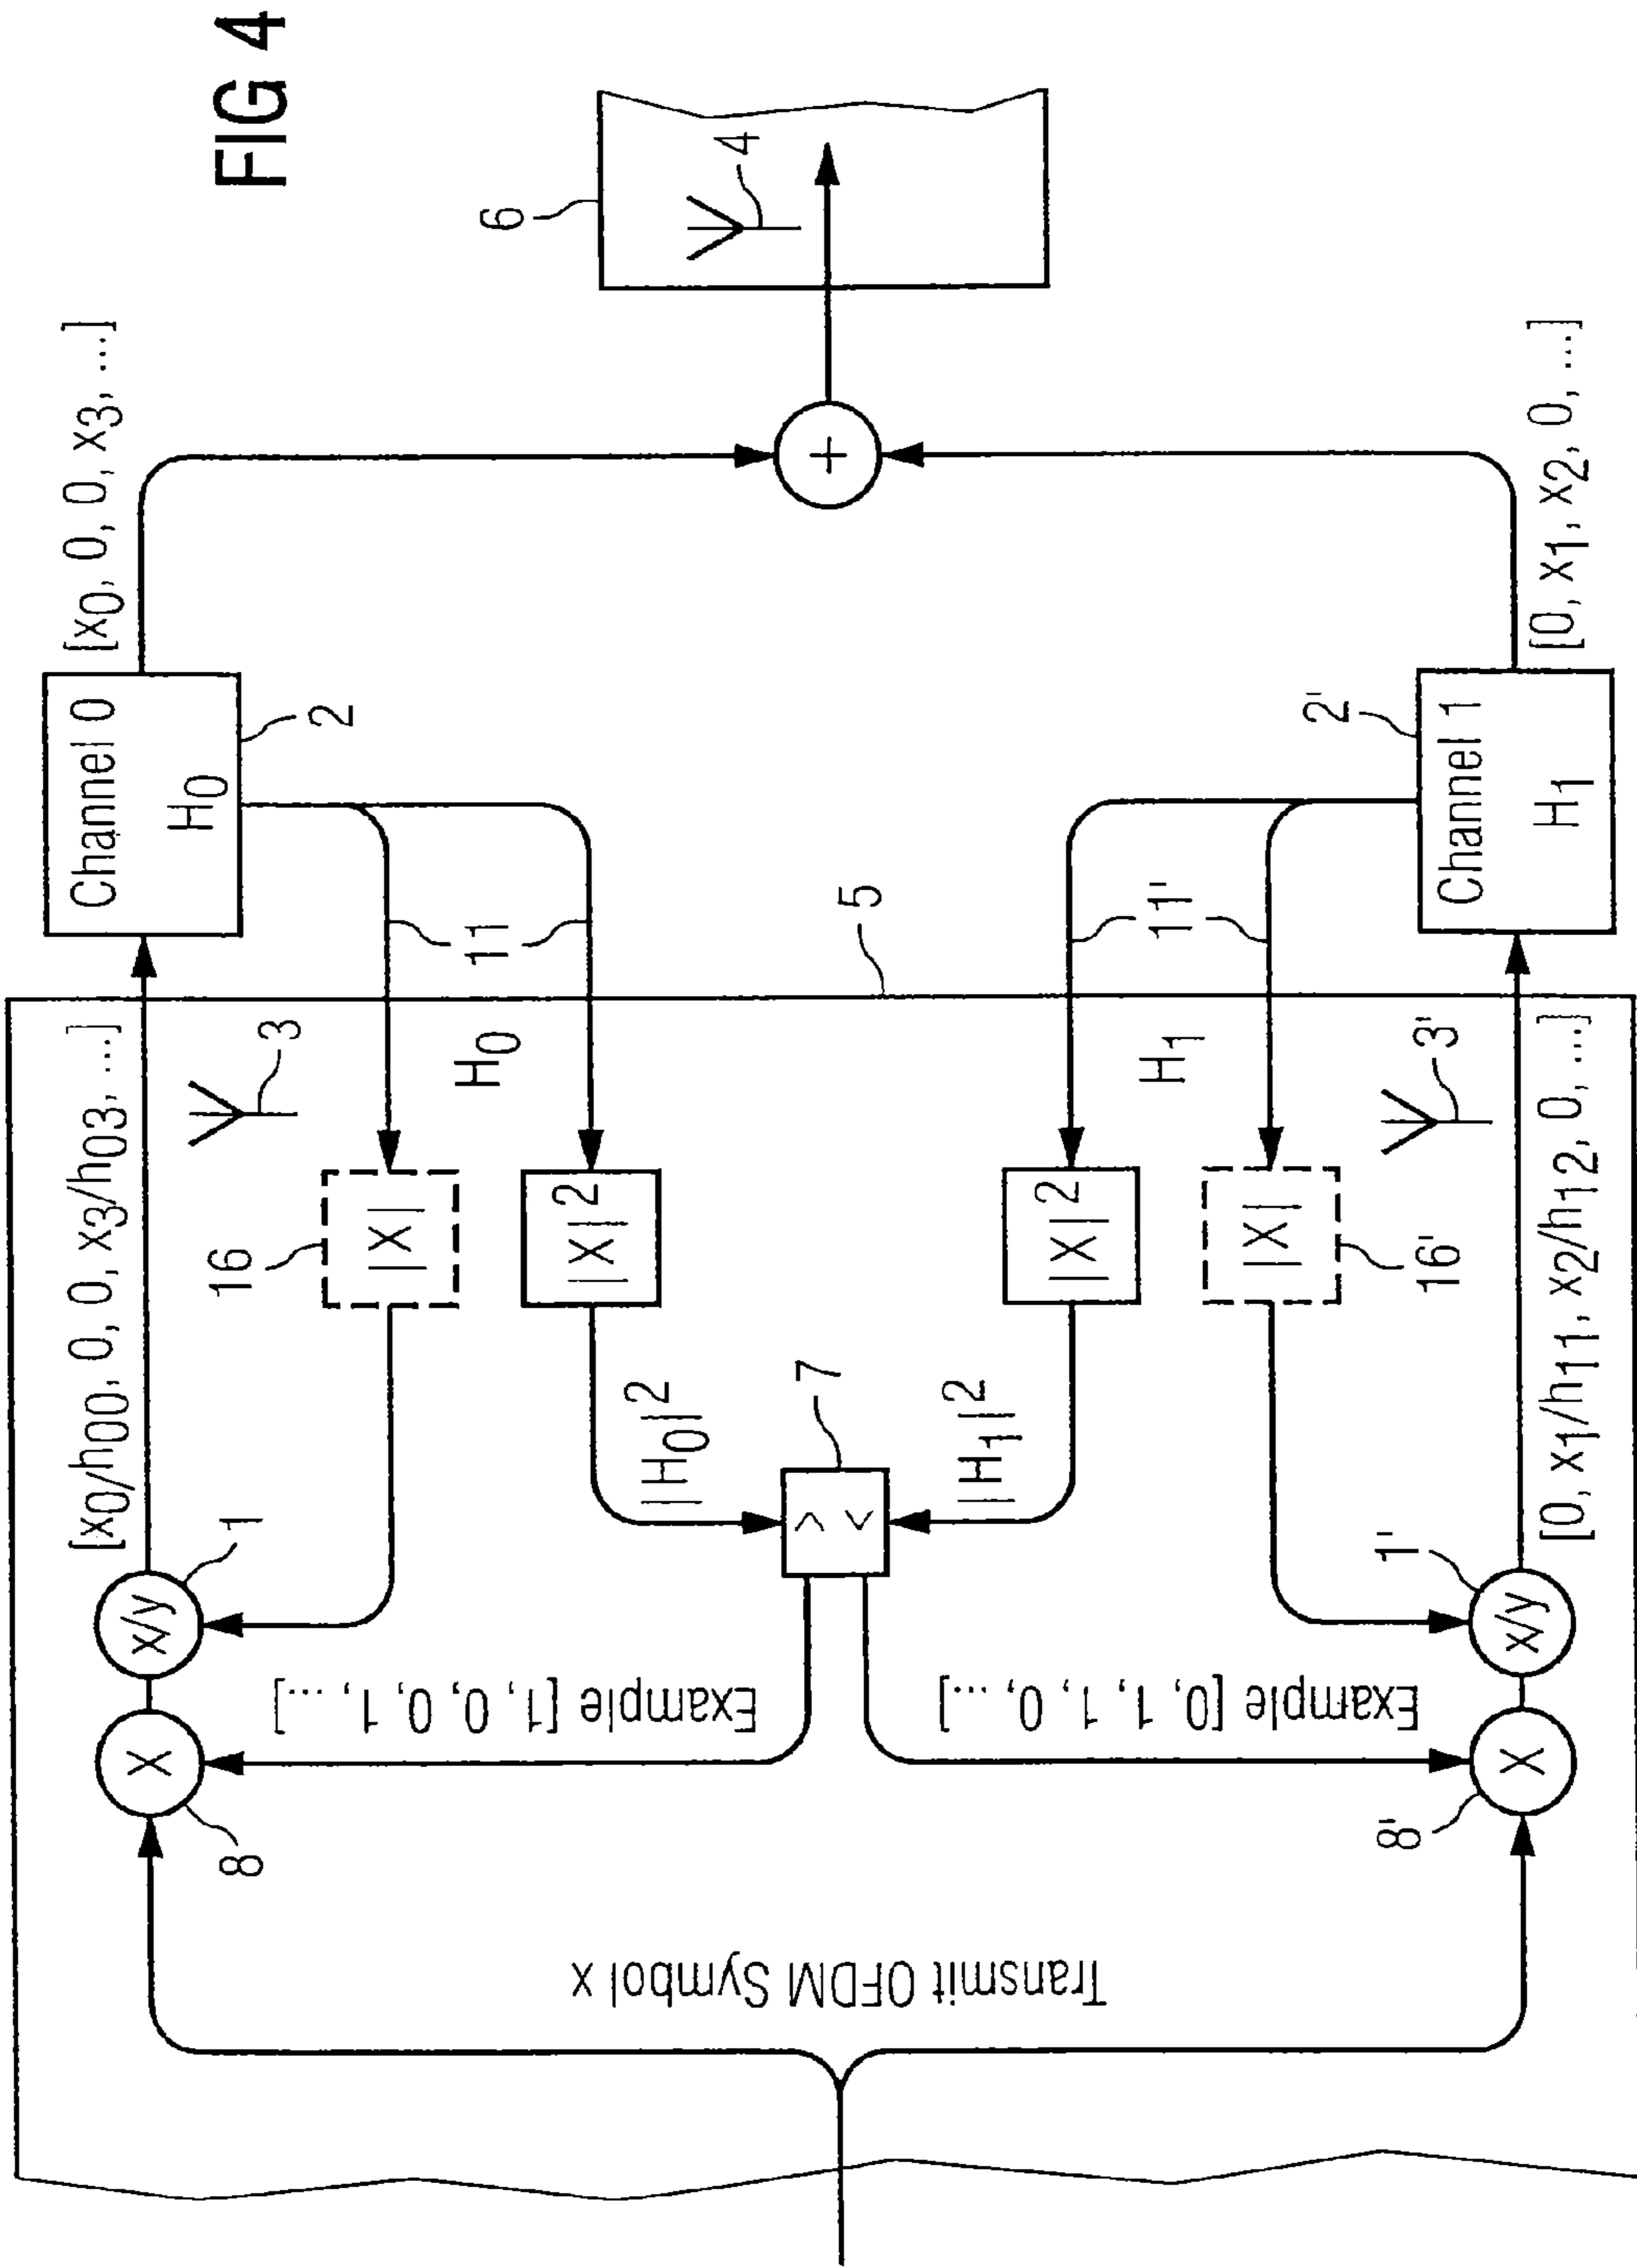 FIG 4
[x0/h00, 0, 0, x3/h03, ...]
[x0, 0, 0, x3, ...]
Channel 0
H0
2
8
X
1
x/y
3
16
|X|
11
H0
|X|²
6
4
Example [1, 0, 0, 1, ...]
|H0|²
Transmit OFDM Symbol x
>
<
7
+
5
|H1|²
Example [0, 1, 1, 0, ...]
|X|²
H1
11'
16'
|X|
3'
8'
X
1'
x/y
2'
Channel 1
H1
[0, x1/h11, x2/h12, 0, ...]
[0, x1, x2, 0, ...]